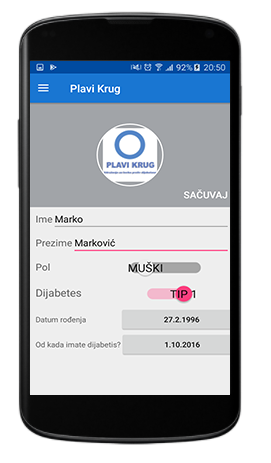 92% 20:50
Plavi Krug
PLAVI KRUG
SAČUVAJ
Ime Marko
Prezime Marković
Pol MUŠKI
Dijabetes TIP 1
Datum rođenja 27.2.1996
Od kada imate dijabetis? 1.10.2016